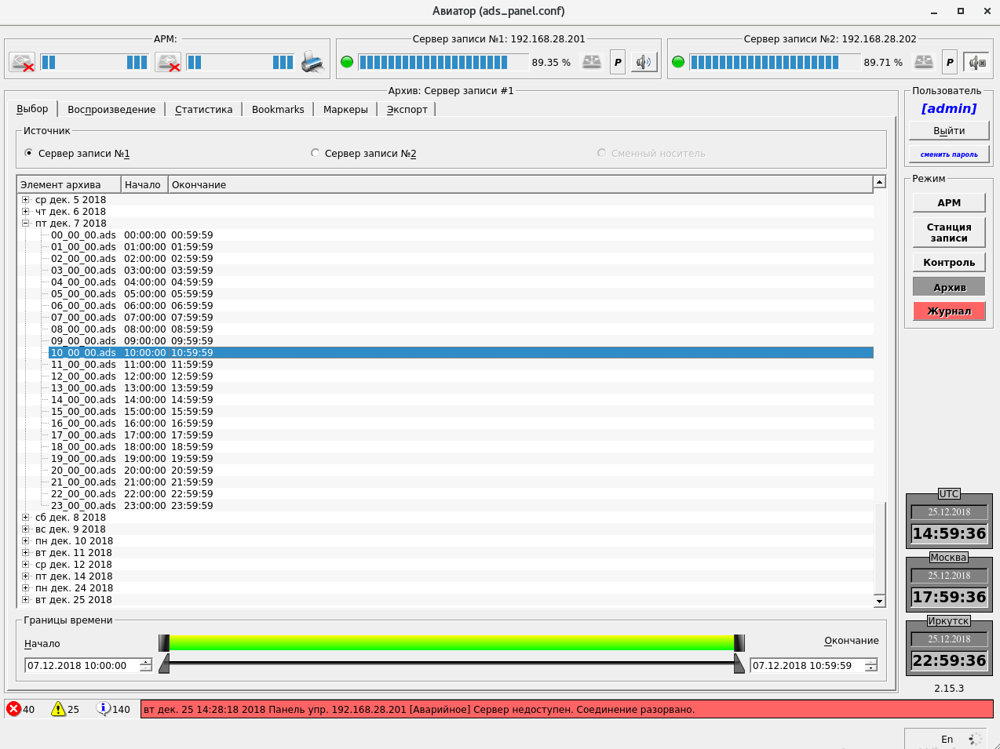 Авиатор (ads_panel.conf)
АРМ:
Сервер записи №1: 192.168.28.201
Сервер записи №2: 192.168.28.202
89.35 %
P
89.71 %
P
Архив: Сервер записи #1
Выбор
Воспроизведение
Статистика
Bookmarks
Маркеры
Экспорт
Источник
Сервер записи №1
Сервер записи №2
Сменный носитель
Элемент архива Начало Окончание
ср дек. 5 2018
чт дек. 6 2018
пт дек. 7 2018
00_00_00.ads 00:00:00 00:59:59
01_00_00.ads 01:00:00 01:59:59
02_00_00.ads 02:00:00 02:59:59
03_00_00.ads 03:00:00 03:59:59
04_00_00.ads 04:00:00 04:59:59
05_00_00.ads 05:00:00 05:59:59
06_00_00.ads 06:00:00 06:59:59
07_00_00.ads 07:00:00 07:59:59
08_00_00.ads 08:00:00 08:59:59
09_00_00.ads 09:00:00 09:59:59
10_00_00.ads 10:00:00 10:59:59
11_00_00.ads 11:00:00 11:59:59
12_00_00.ads 12:00:00 12:59:59
13_00_00.ads 13:00:00 13:59:59
14_00_00.ads 14:00:00 14:59:59
15_00_00.ads 15:00:00 15:59:59
16_00_00.ads 16:00:00 16:59:59
17_00_00.ads 17:00:00 17:59:59
18_00_00.ads 18:00:00 18:59:59
19_00_00.ads 19:00:00 19:59:59
20_00_00.ads 20:00:00 20:59:59
21_00_00.ads 21:00:00 21:59:59
22_00_00.ads 22:00:00 22:59:59
23_00_00.ads 23:00:00 23:59:59
сб дек. 8 2018
вс дек. 9 2018
пн дек. 10 2018
вт дек. 11 2018
ср дек. 12 2018
пт дек. 14 2018
пн дек. 24 2018
вт дек. 25 2018
Границы времени
Начало
Окончание
07.12.2018 10:00:00
07.12.2018 10:59:59
Пользователь
[admin]
Выйти
сменить пароль
Режим
АРМ
Станция
записи
Контроль
Архив
Журнал
UTC
25.12.2018
14:59:36
Москва
25.12.2018
17:59:36
Иркутск
25.12.2018
22:59:36
2.15.3
40
25
140
вт дек. 25 14:28:18 2018 Панель упр. 192.168.28.201 [Аварийное] Сервер недоступен. Соединение разорвано.
En